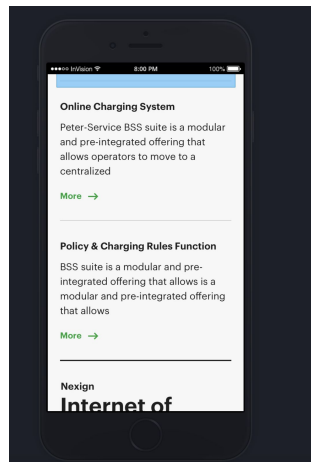 InVision 8:00 PM 100%
Online Charging System
Peter-Service BSS suite is a modular
and pre-integrated offering that
allows operators to move to a
centralized
More →
Policy & Charging Rules Function
BSS suite is a modular and pre-
integrated offering that allows is a
modular and pre-integrated offering
that allows
More →
Nexign
Internet of